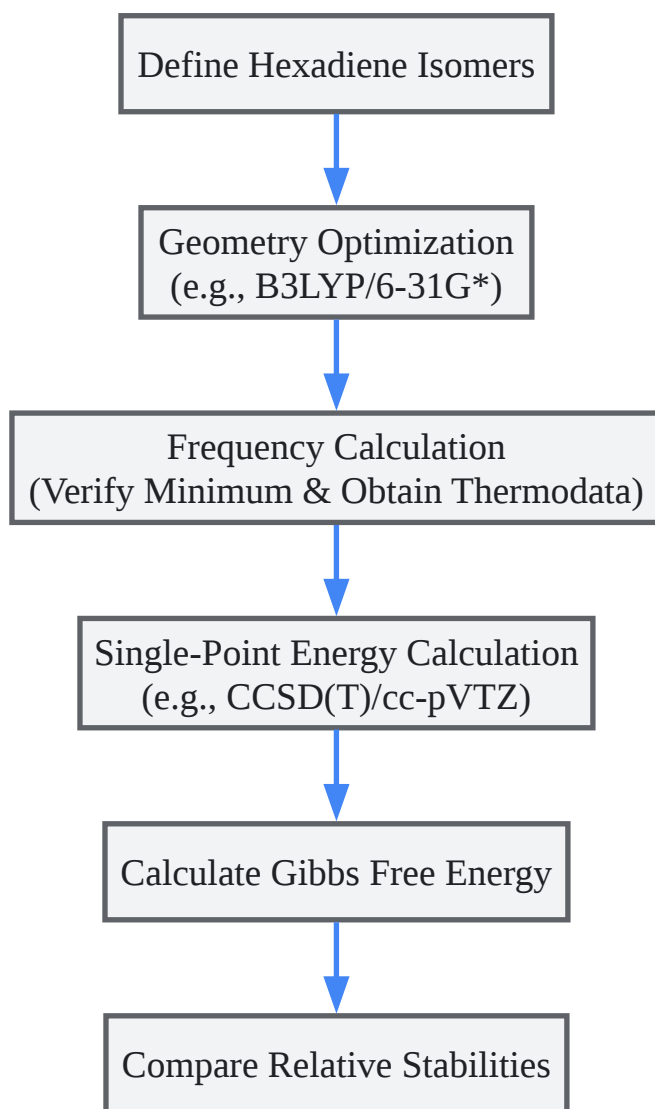 Define Hexadiene Isomers
Geometry Optimization
(e.g., B3LYP/6-31G*)
Frequency Calculation
(Verify Minimum & Obtain Thermodata)
Single-Point Energy Calculation
(e.g., CCSD(T)/cc-pVTZ)
Calculate Gibbs Free Energy
Compare Relative Stabilities